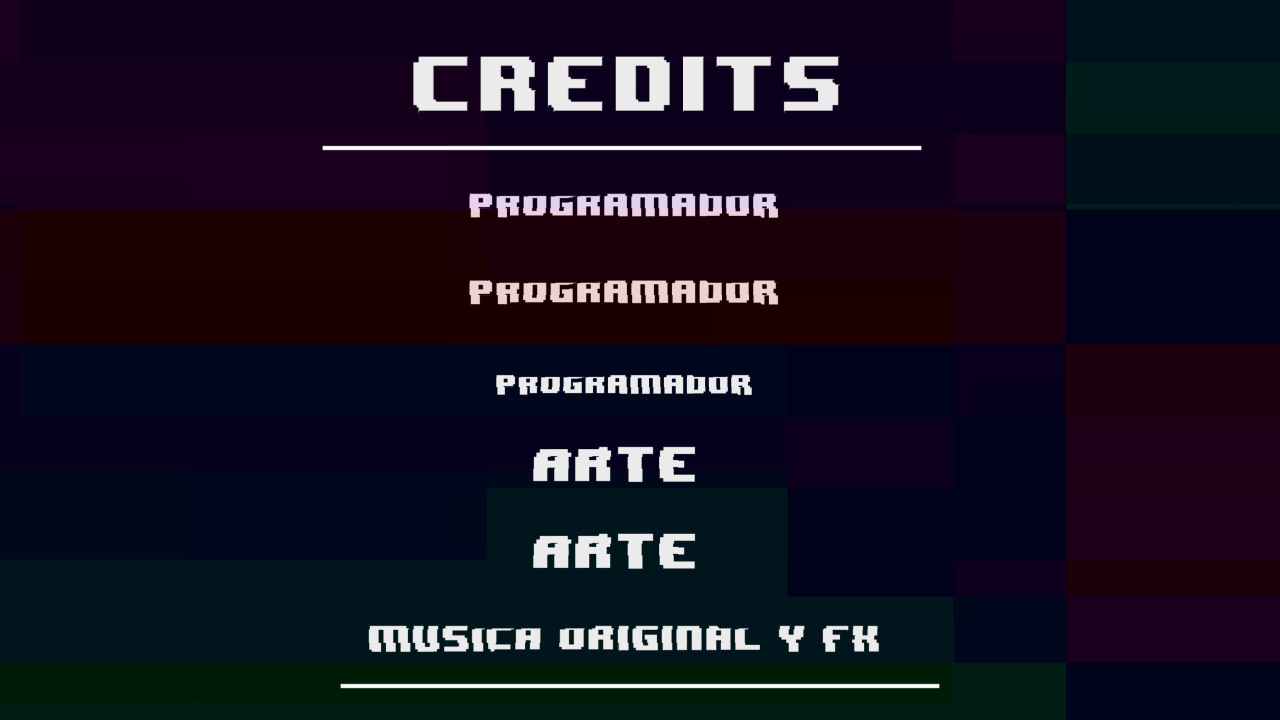 CREDITS
PROGRAMADOR
PROGRAMADOR
PROGRAMADOR
ARTE
ARTE
MUSICA ORIGINAL Y FX